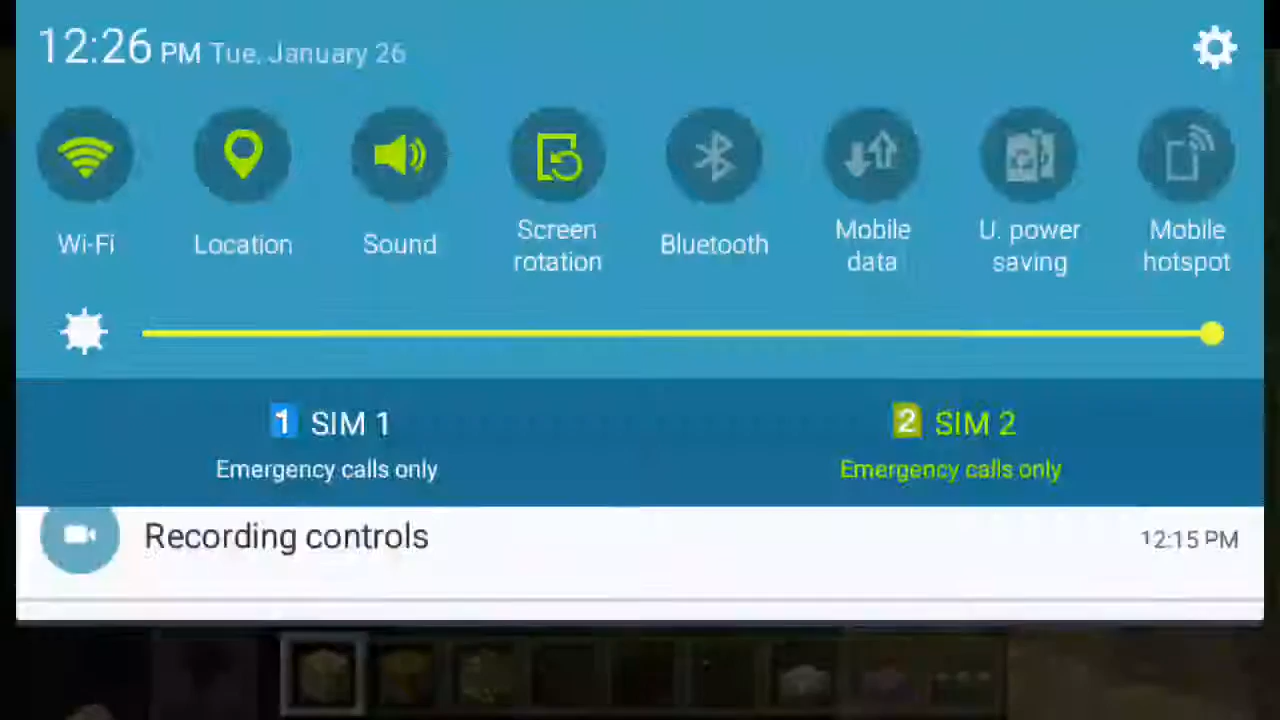 12:26 PM Tue, January 26
Wi-Fi
Location
Sound
Screen
rotation
Bluetooth
Mobile
data
U. power
saving
Mobile
hotspot
1 SIM 1
Emergency calls only
2 SIM 2
Emergency calls only
Recording controls
12:15 PM